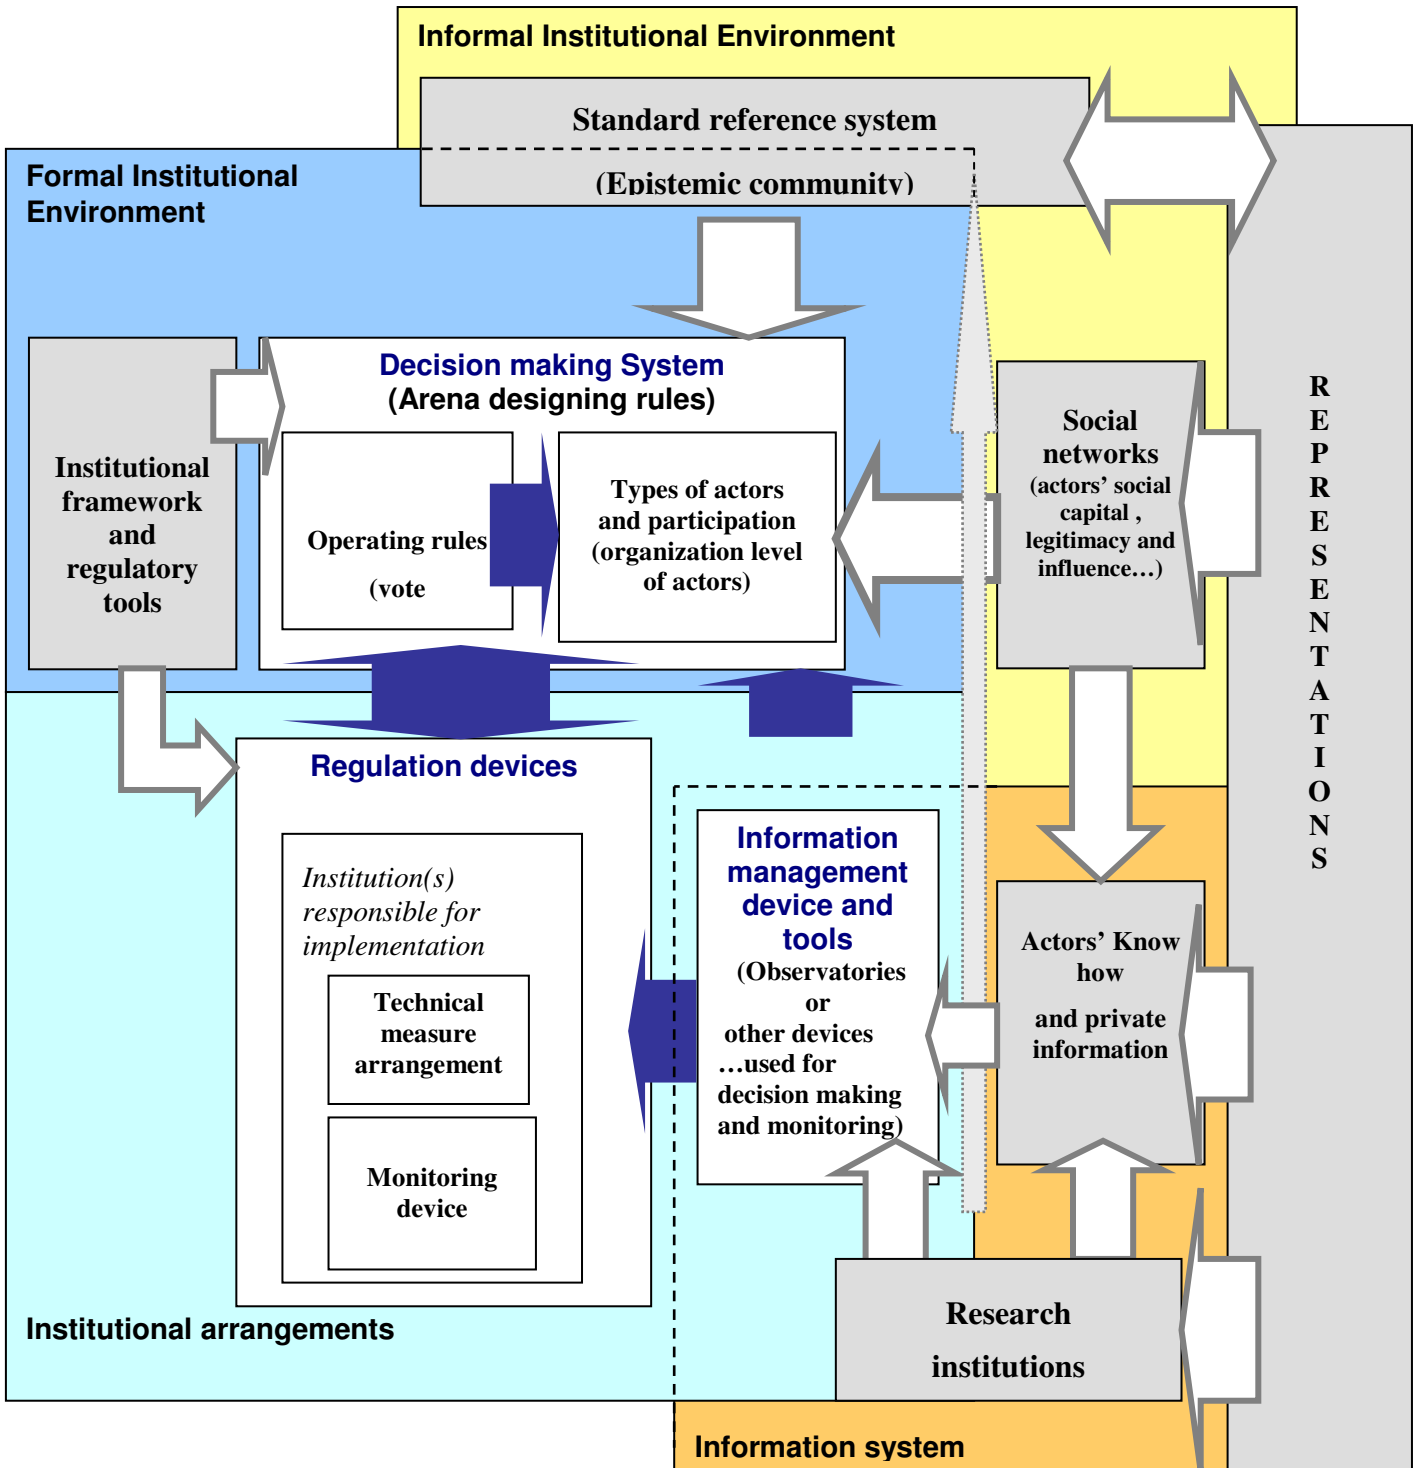 Informal Institutional Environment
Standard reference system
(Epistemic community)
Formal Institutional
Environment
Decision making System
(Arena designing rules)
Institutional
framework
and
regulatory
tools
Operating rules
(vote
Types of actors
and participation
(organization level
of actors)
Social
networks
(actors' social
capital ,
legitimacy and
influence…)
R
E
P
R
E
S
E
N
T
A
T
I
O
N
S
Regulation devices
Institution(s)
responsible for
implementation
Technical
measure
arrangement
Monitoring
device
Information
management
device and
tools
(Observatories
or
other devices
…used for
decision making
and monitoring)
Actors' Know
how
and private
information
Research
institutions
Institutional arrangements
Information system